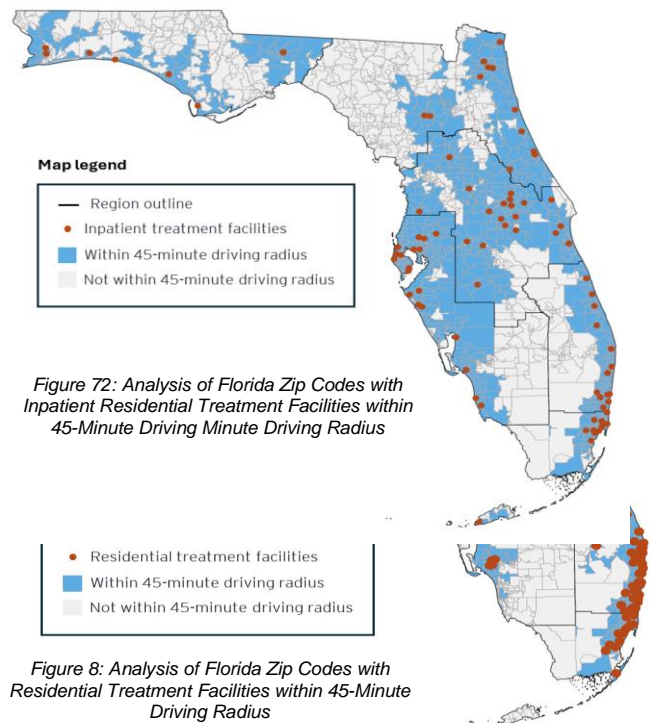 Map legend
Region outline
Inpatient treatment facilities
Within 45-minute driving radius
Not within 45-minute driving radius
Figure 72: Analysis of Florida Zip Codes with
Inpatient Residential Treatment Facilities within
45-Minute Driving Minute Driving Radius
Residential treatment facilities
Within 45-minute driving radius
Not within 45-minute driving radius
Figure 8: Analysis of Florida Zip Codes with
Residential Treatment Facilities within 45-Minute
Driving Radius